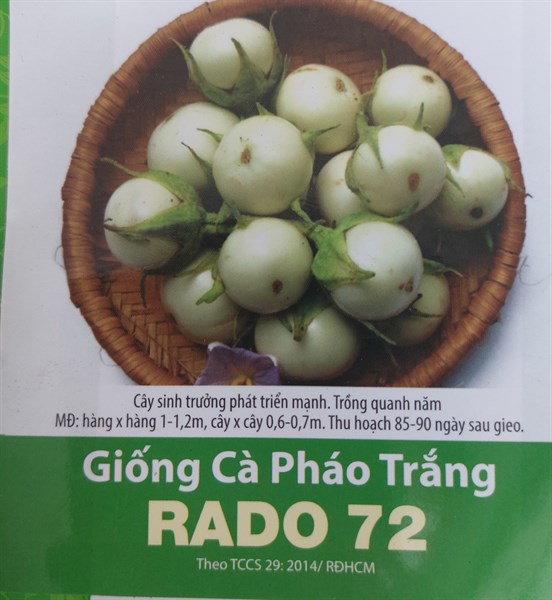 Cây sinh trưởng phát triển mạnh. Trồng quanh năm
MĐ: hàng x hàng 1-1,2m, cây x cây 0,6-0,7m. Thu hoạch 85-90 ngày sau gieo.
Giống Cà Pháo Trắng
RADO 72
Theo TCCS 29: 2014/ RĐHCM